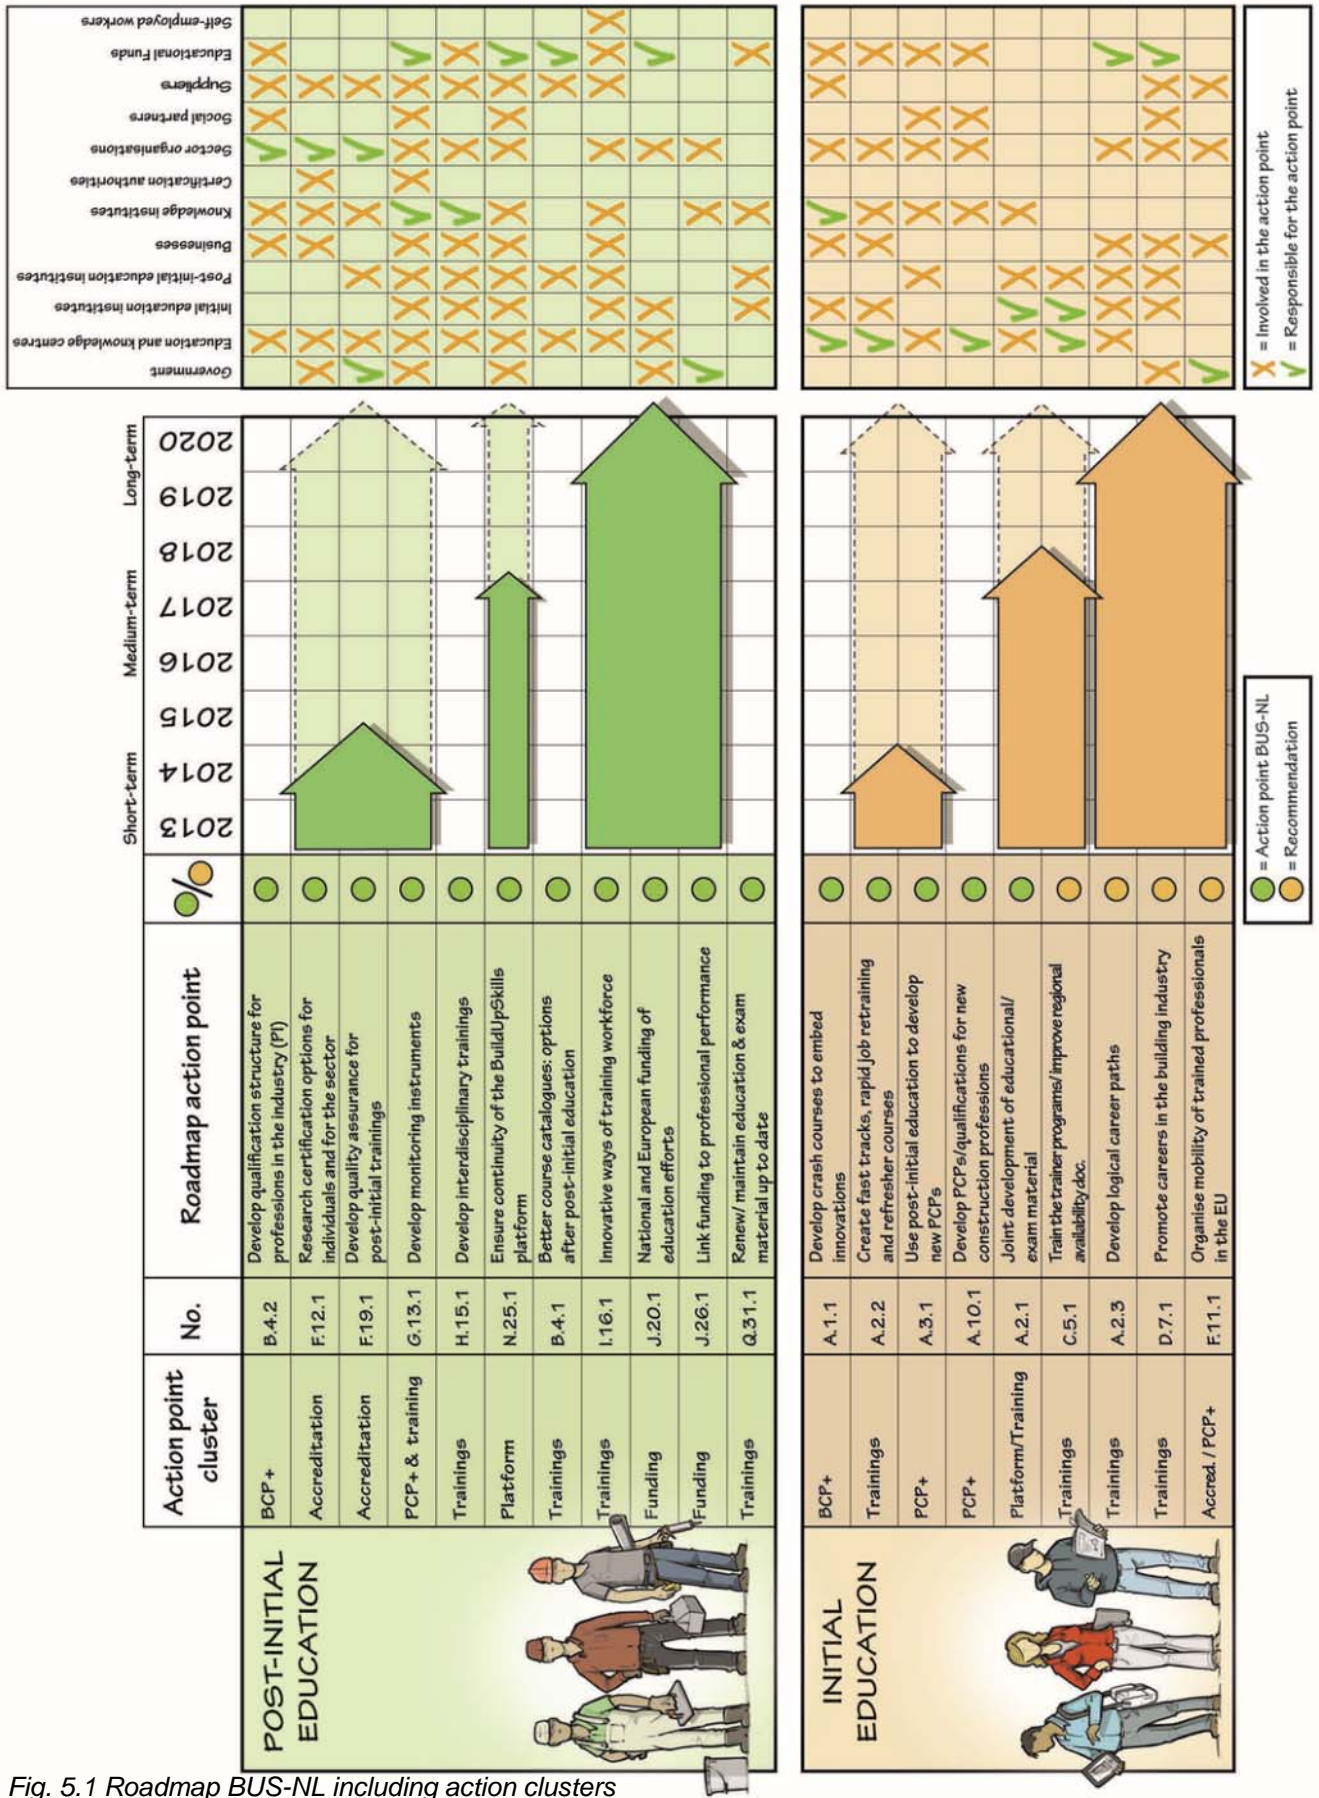 Short-term
Medium-term
Long-term
Action point
cluster
No.
Roadmap action point
%
2013
2014
2015
2016
2017
2018
2019
2020
Government
Education and knowledge centres
Initial education institutes
Post-initial education institutes
Businesses
Knowledge institutes
Certification authorities
Sector organisations
Social partners
Suppliers
Educational Funds
Self-employed workers
POST-INITIAL
EDUCATION
BCP+
B.4.2
Develop qualification structure for
professions in the industry (PI)
Accreditation
F.12.1
Research certification options for
individuals and for the sector
Accreditation
F.19.1
Develop quality assurance for
post-initial trainings
PCP+ & training
G.13.1
Develop monitoring instruments
Trainings
H.15.1
Develop interdisciplinary trainings
Platform
N.25.1
Ensure continuity of the BuildUpSkills
platform
Trainings
B.4.1
Better course catalogues: options
after post-initial education
Trainings
I.16.1
Innovative ways of training workforce
Funding
J.20.1
National and European funding of
education efforts
Funding
J.26.1
Link funding to professional performance
Trainings
Q.31.1
Renew/ maintain education & exam
material up to date
INITIAL
EDUCATION
BCP+
A.1.1
Develop crash courses to embed
innovations
Trainings
A.2.2
Create fast tracks, rapid job retraining
and refresher courses
PCP+
A.3.1
Use post-initial education to develop
new PCPs
PCP+
A.10.1
Develop PCPs/qualifications for new
construction professions
Platform/Training
A.2.1
Joint development of educational/
exam material
Trainings
C.5.1
Train the trainer programs/ improve regional
availability doc.
Trainings
A.2.3
Develop logical career paths
Trainings
D.7.1
Promote careers in the building industry
Accred. / PCP+
F.11.1
Organise mobility of trained professionals
in the EU
= Action point BUS-NL
= Recommendation
= Involved in the action point
= Responsible for the action point
Fig. 5.1 Roadmap BUS-NL including action clusters